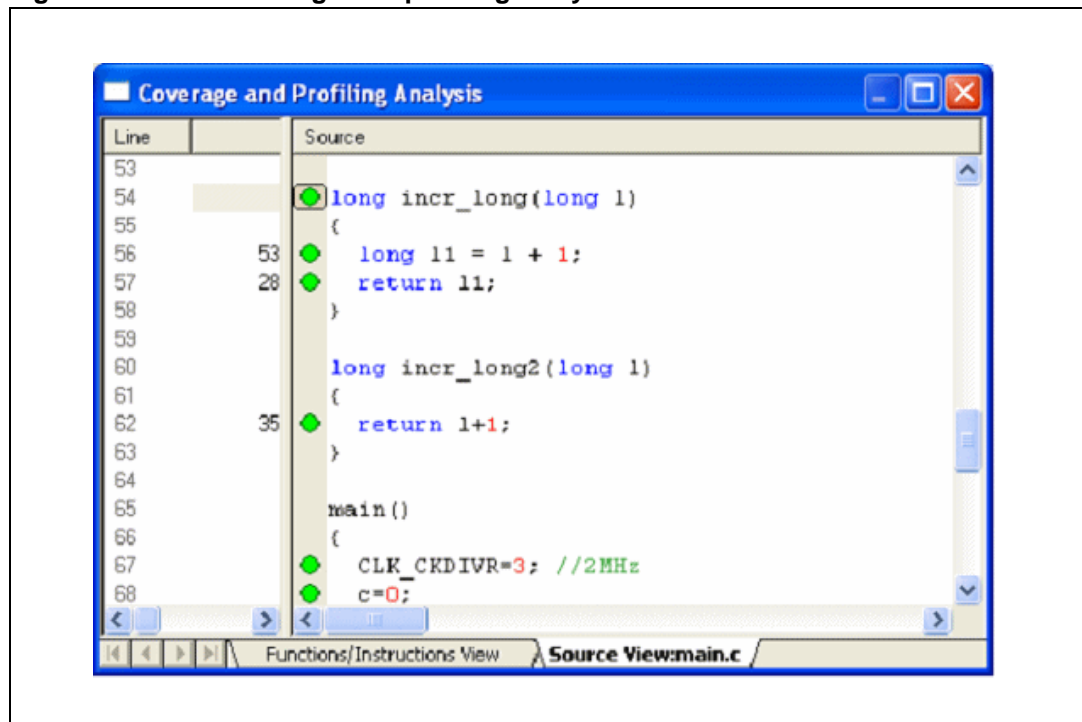 Coverage and Profiling Analysis
Line Source
53
54 long incr_long(long l)
55 {
56 53 long l1 = l + 1;
57 28 return l1;
58 }
59
60 long incr_long2(long l)
61 {
62 35 return l+1;
63 }
64
65 main()
66 {
67 CLK_CKDIVR=3; //2MHz
68 c=0;
Functions/Instructions View Source View:main.c